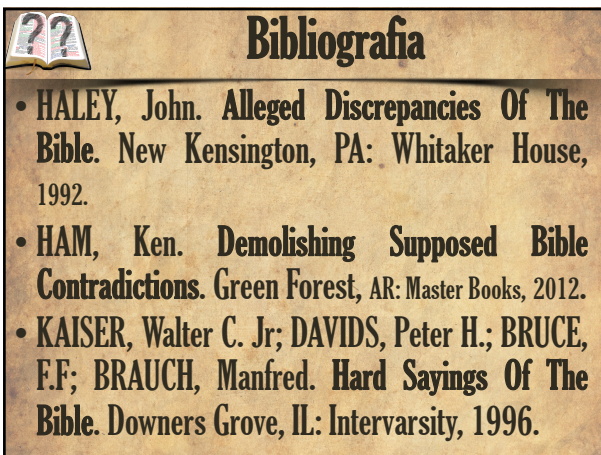 ??
Bibliografia
• HALEY, John. Alleged Discrepancies Of The
Bible. New Kensington, PA: Whitaker House,
1992.
• HAM, Ken. Demolishing Supposed Bible
Contradictions. Green Forest, AR: Master Books, 2012.
• KAISER, Walter C. Jr; DAVIDS, Peter H.; BRUCE,
F.F; BRAUCH, Manfred. Hard Sayings Of The
Bible. Downers Grove, IL: Intervarsity, 1996.